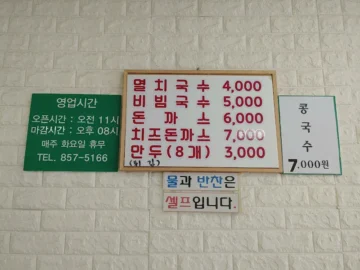 영업시간
오픈시간 : 오전 11시
마감시간 : 오후 08시
매주 화요일 휴무
TEL. 857-5166
멸치국수 4,000
비빔국수 5,000
돈까스 6,000
치프돈까스 7,000
만두(8개) 3,000
콩국수
7,000원
물과 반찬은
셀프입니다.